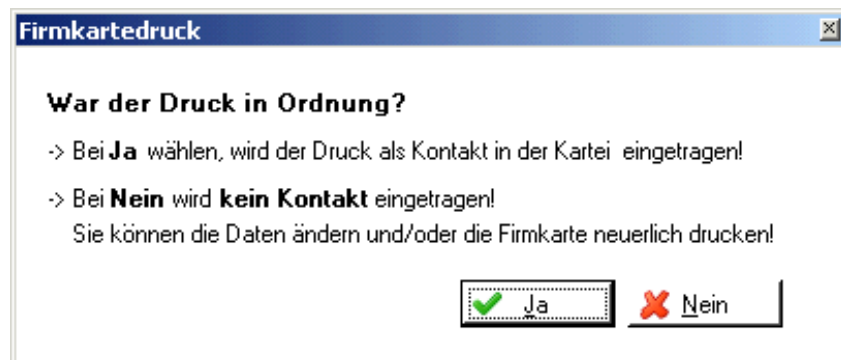 Firmkartedruck
War der Druck in Ordnung?
-> Bei Ja wählen, wird der Druck als Kontakt in der Kartei eingetragen!
-> Bei Nein wird kein Kontakt eingetragen!
Sie können die Daten ändern und/oder die Firmkarte neuerlich drucken!
Ja Nein